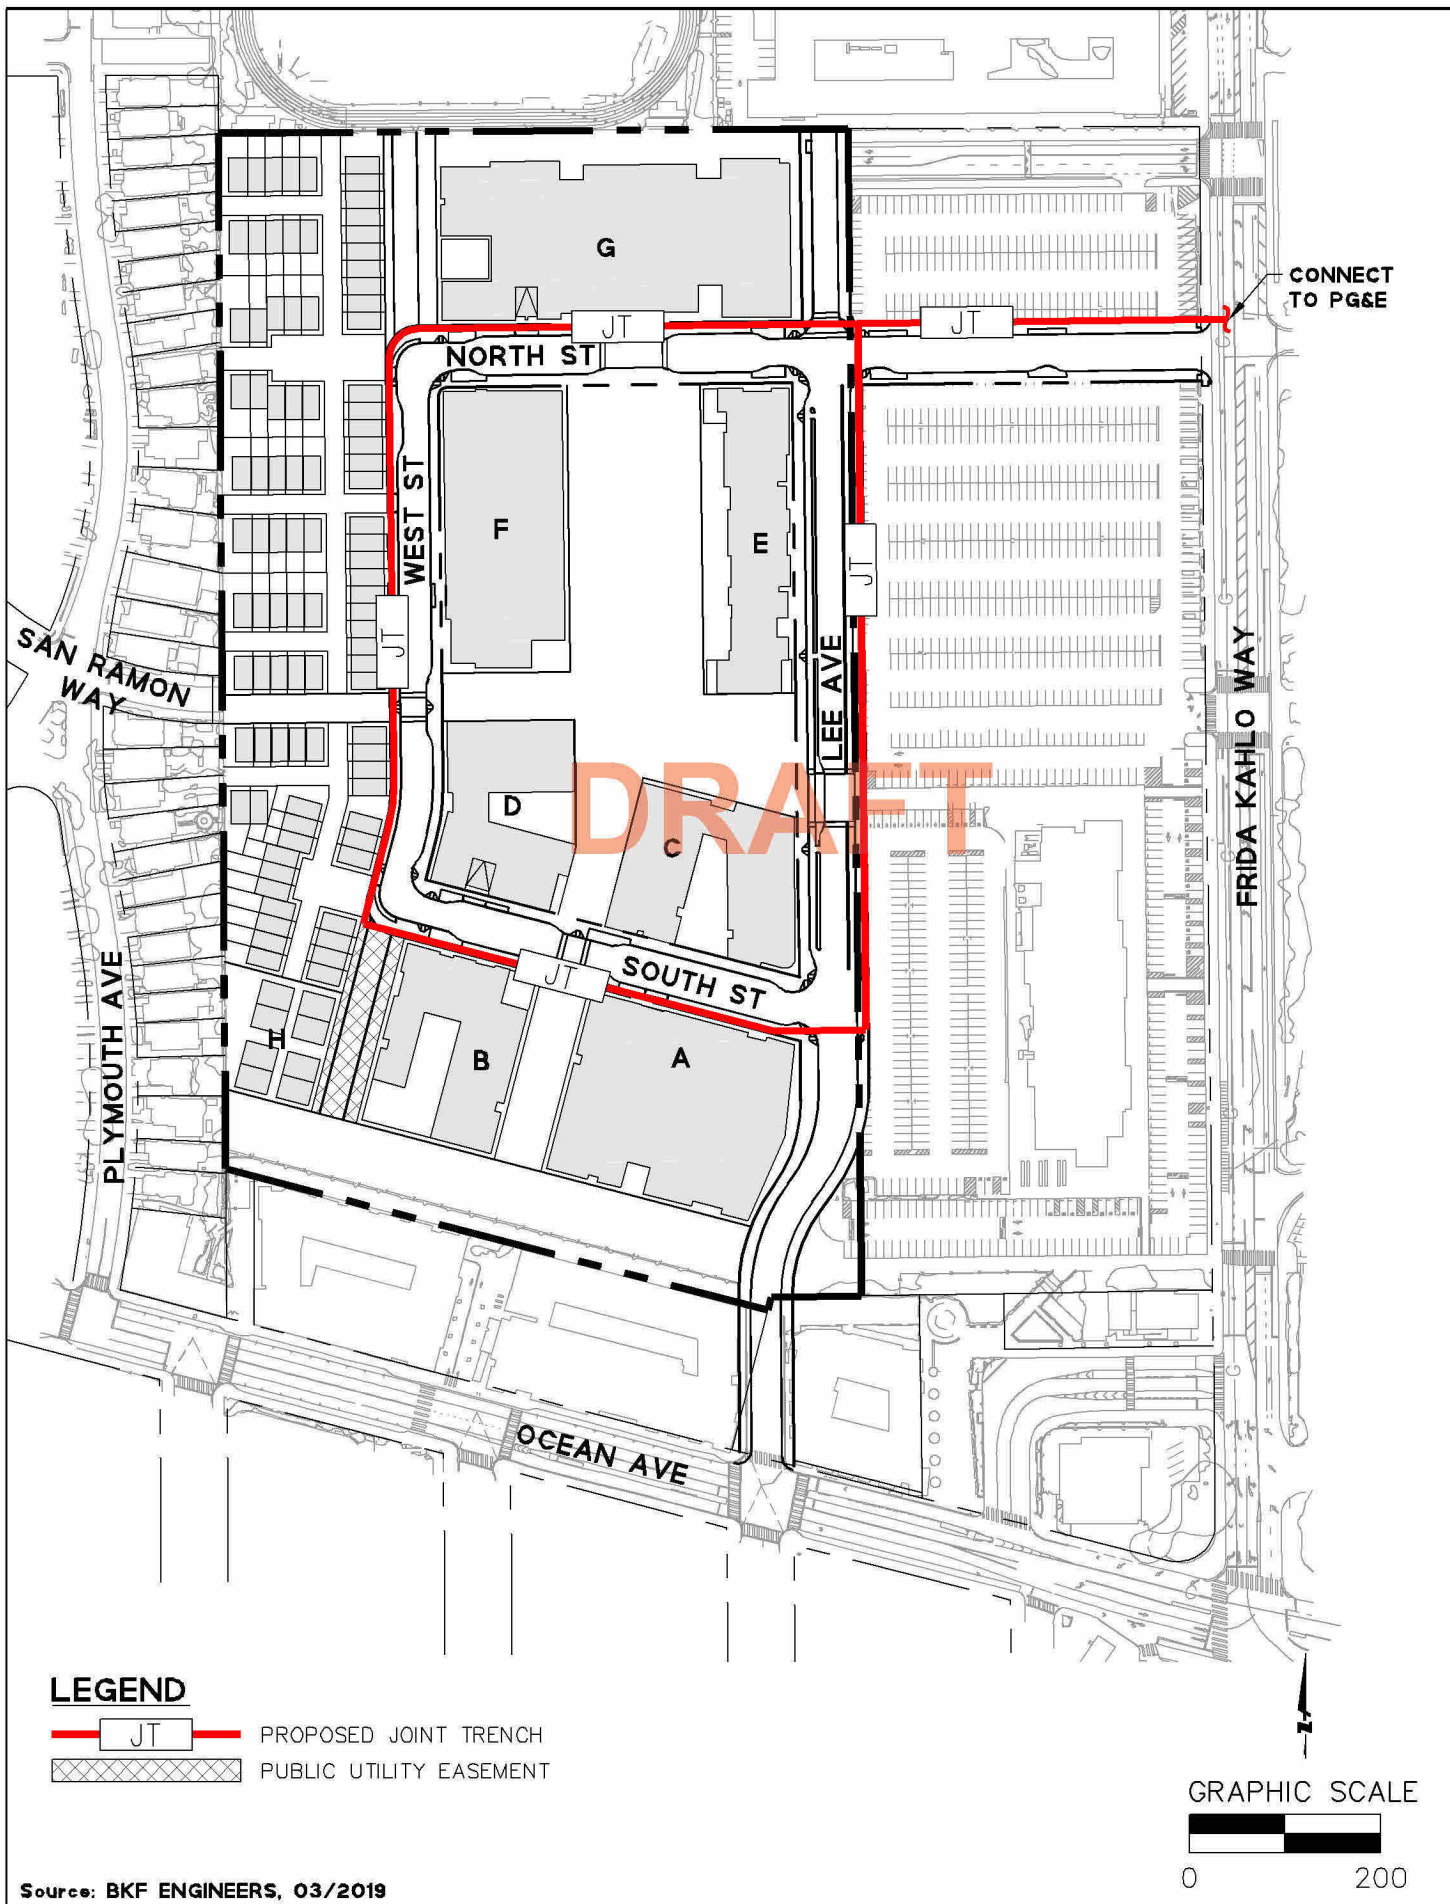 G
CONNECT
TO PG&E
JT
JT
NORTH ST
WEST ST
F
E
JT
JT
SAN RAMON
WAY
LEE AVE
FRIDA KAHLO WAY
D
DRAFT
C
PLYMOUTH AVE
SOUTH ST
JT
H
B
A
OCEAN AVE
LEGEND
JT PROPOSED JOINT TRENCH
PUBLIC UTILITY EASEMENT
Z
GRAPHIC SCALE
0 200
Source: BKF ENGINEERS, 03/2019